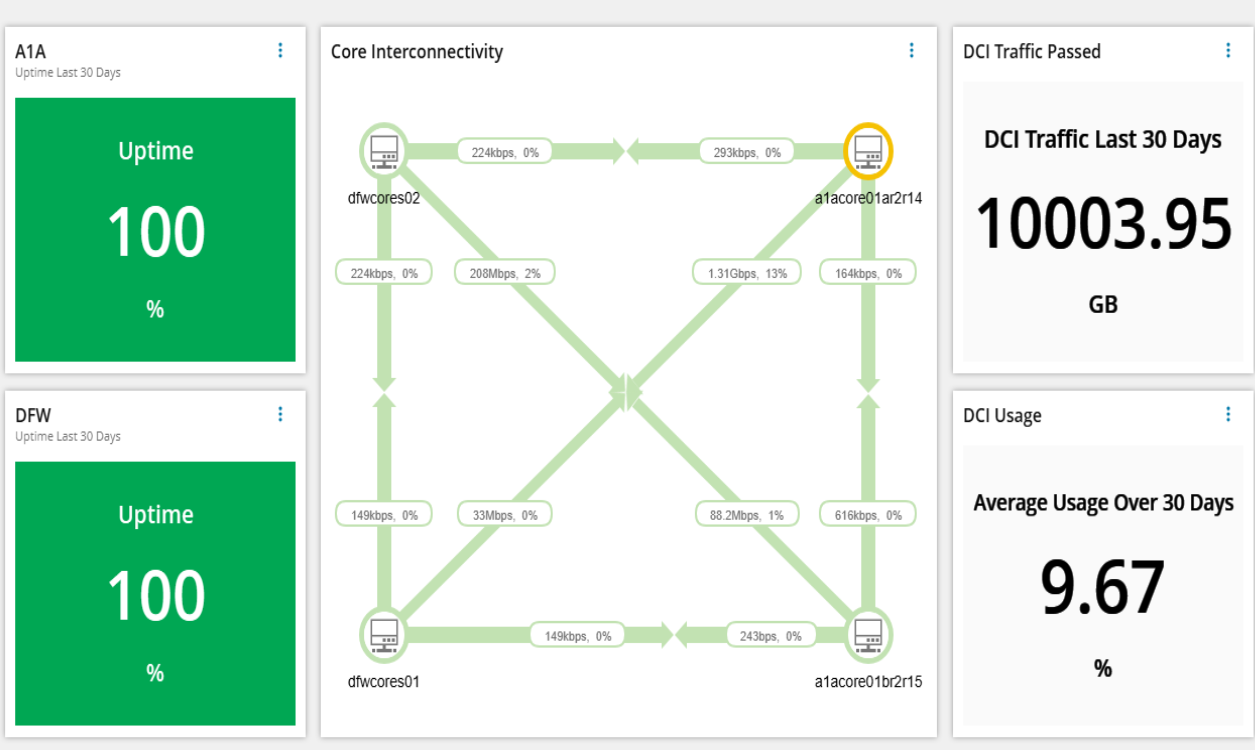 A1A
Uptime Last 30 Days
Uptime
100
%
DFW
Uptime Last 30 Days
Uptime
100
%
Core Interconnectivity
224kbps, 0%
293kbps, 0%
dfwcores02
a1acore01ar2r14
224kbps, 0%
208Mbps, 2%
1.31Gbps, 13%
164kbps, 0%
149kbps, 0%
33Mbps, 0%
88.2Mbps, 1%
616kbps, 0%
149kbps, 0%
243bps, 0%
dfwcores01
a1acore01br2r15
DCI Traffic Passed
DCI Traffic Last 30 Days
10003.95
GB
DCI Usage
Average Usage Over 30 Days
9.67
%